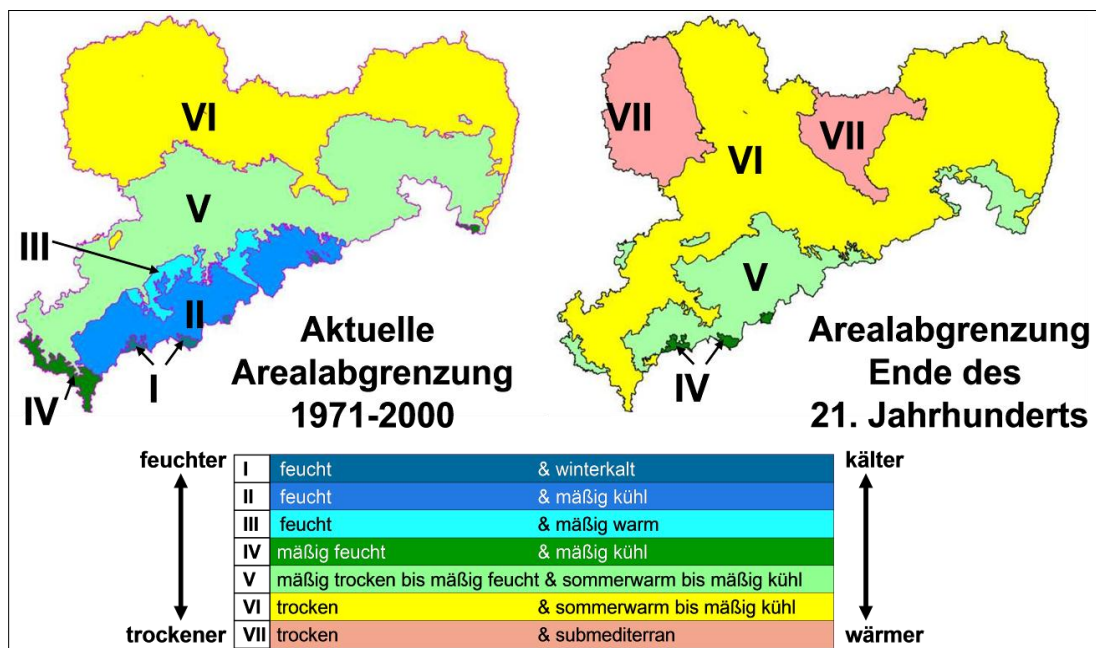 VI
V
III
II
I
IV
Aktuelle
Arealabgrenzung
1971-2000
VII
VII
VI
V
IV
Arealabgrenzung
Ende des
21. Jahrhunderts
feuchter
trockener
I feucht & winterkalt
II feucht & mäßig kühl
III feucht & mäßig warm
IV mäßig feucht & mäßig kühl
V mäßig trocken bis mäßig feucht & sommerwarm bis mäßig kühl
VI trocken & sommerwarm bis mäßig kühl
VII trocken & submediterran
kälter
wärmer